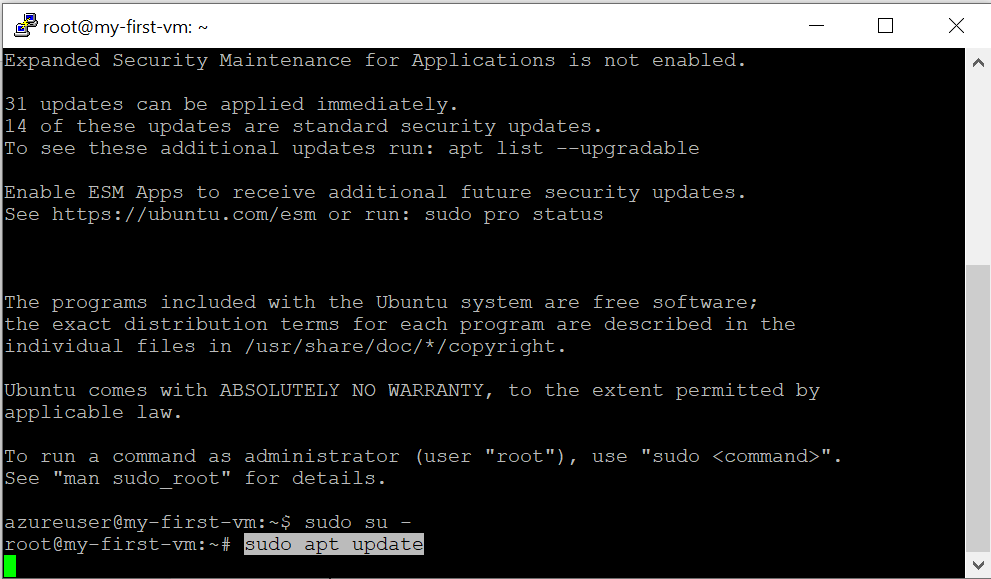 root@my-first-vm: ~
Expanded Security Maintenance for Applications is not enabled.
31 updates can be applied immediately.
14 of these updates are standard security updates.
To see these additional updates run: apt list --upgradable
Enable ESM Apps to receive additional future security updates.
See https://ubuntu.com/esm or run: sudo pro status
The programs included with the Ubuntu system are free software;
the exact distribution terms for each program are described in the
individual files in /usr/share/doc/*/copyright.
Ubuntu comes with ABSOLUTELY NO WARRANTY, to the extent permitted by
applicable law.
To run a command as administrator (user "root"), use "sudo <command>".
See "man sudo_root" for details.
azureuser@my-first-vm:~$ sudo su -
root@my-first-vm:~# sudo apt update